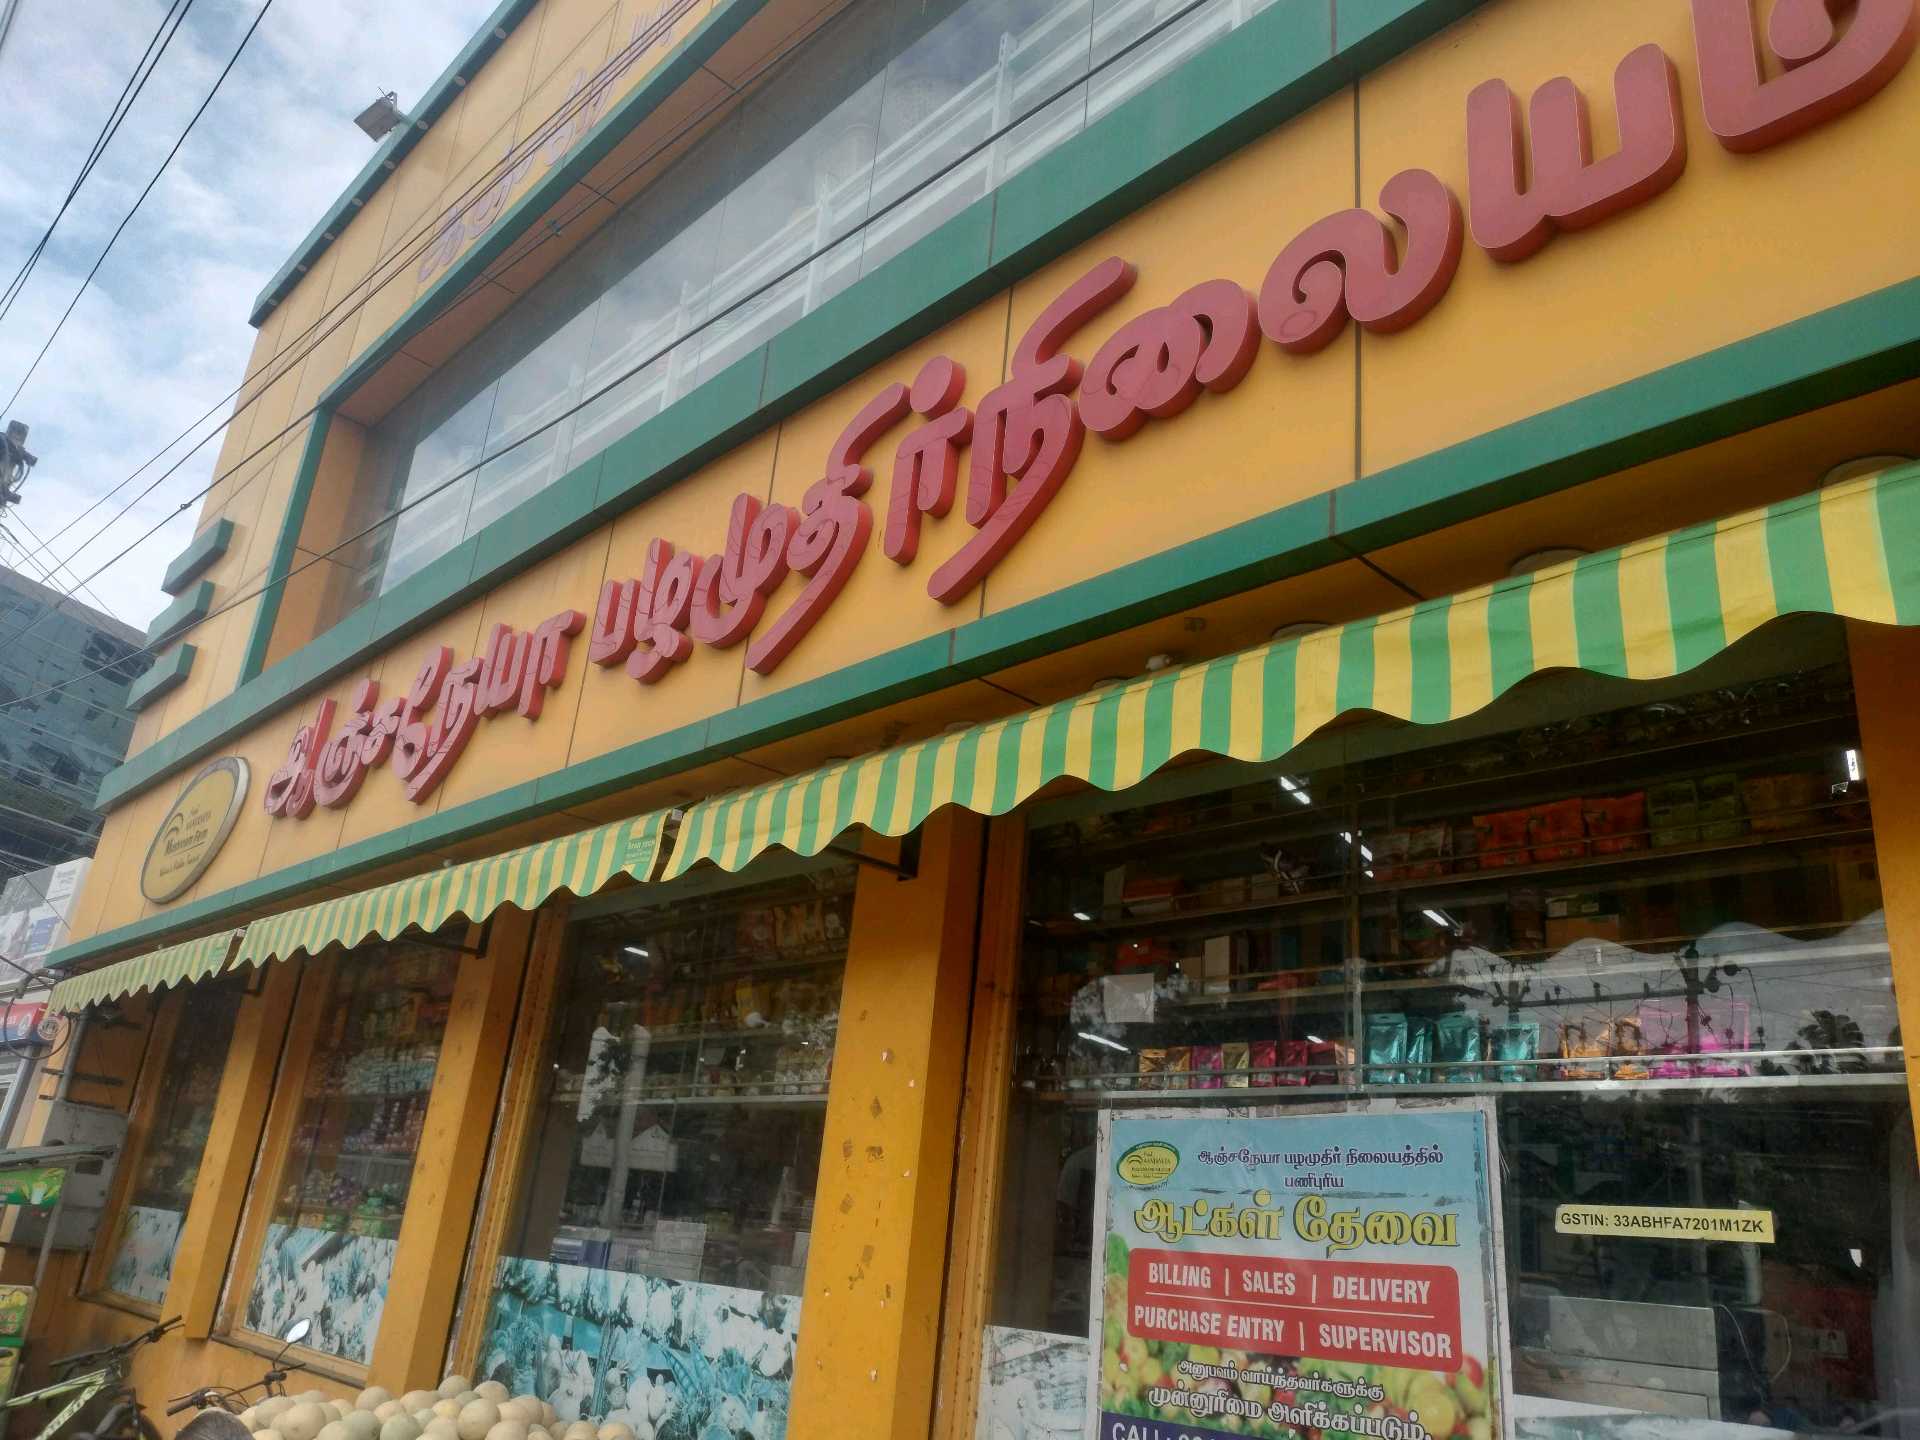 ஆஞ்சநேயா பழமுதிர்நிலையம்
ஆஞ்சநேயா பழமுதிர் நிலையத்தில்
பணிபுரிய
ஆட்கள் தேவை
BILLING | SALES | DELIVERY
PURCHASE ENTRY | SUPERVISOR
அனுபவம் வாய்ந்தவர்களுக்கு
முன்னுரிமை அளிக்கப்படும்.
CALL:
GSTIN: 33ABHFA7201M1ZK